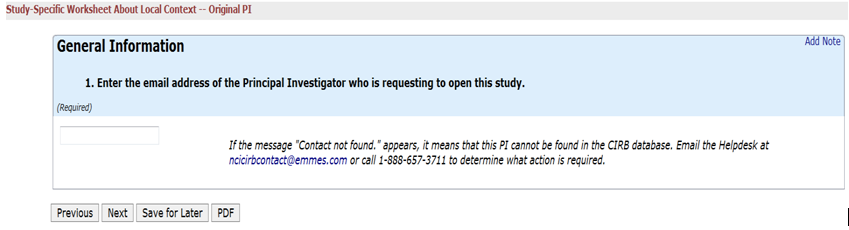 Study-Specific Worksheet About Local Context -- Original PI
General Information
Add Note
1. Enter the email address of the Principal Investigator who is requesting to open this study.
(Required)
If the message "Contact not found." appears, it means that this PI cannot be found in the CIRB database. Email the Helpdesk at
ncicirbcontact@emmes.com or call 1-888-657-3711 to determine what action is required.
Previous Next Save for Later PDF